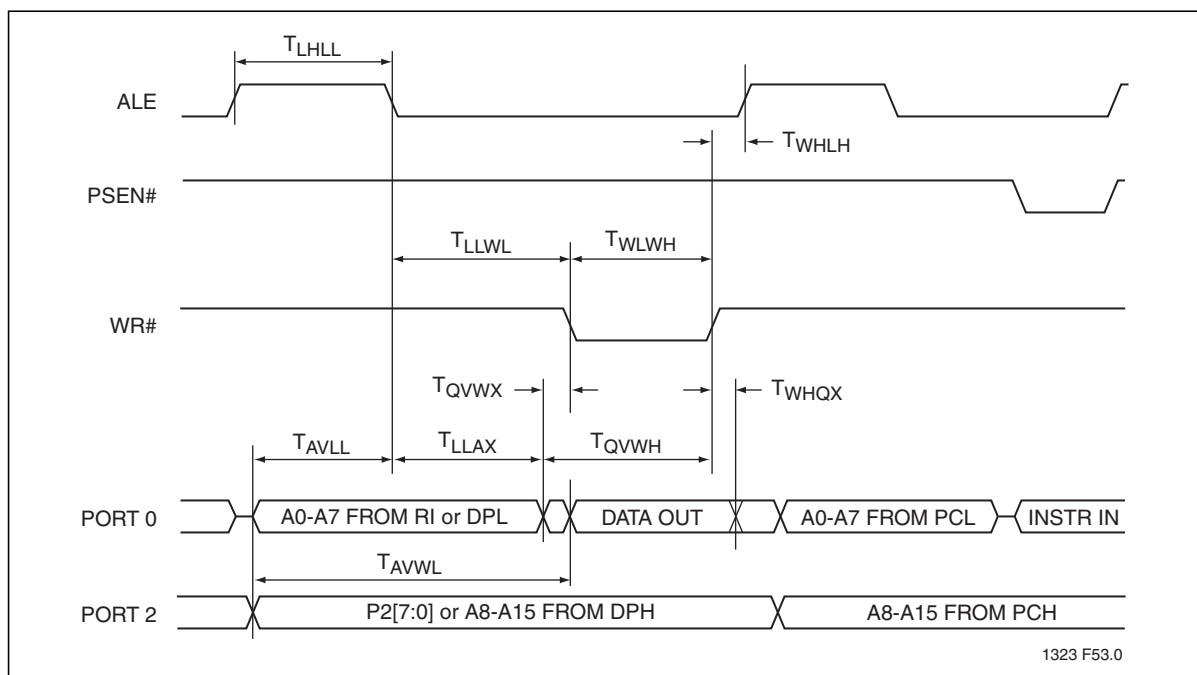 TLHLL
ALE
TWHLH
PSEN#
TLLWL
TWLWH
WR#
TQVWX
TWHQX
TAVLL
TLLAX
TQVWH
PORT 0
A0-A7 FROM RI or DPL
DATA OUT
A0-A7 FROM PCL
INSTR IN
TAVWL
PORT 2
P2[7:0] or A8-A15 FROM DPH
A8-A15 FROM PCH
1323 F53.0